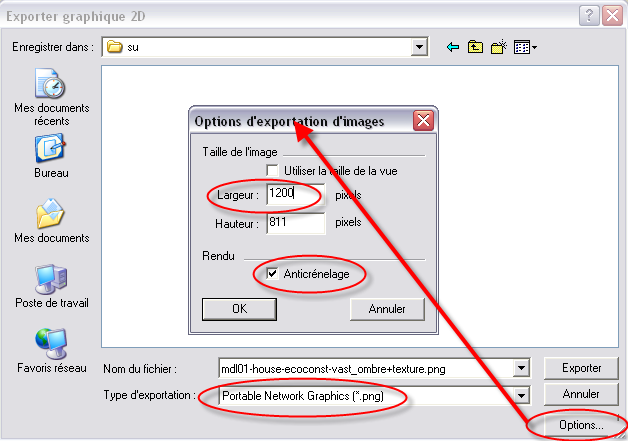 Exporter graphique 2D
Enregistrer dans :
su
Mes documents
récents
Bureau
Mes documents
Poste de travail
Favoris réseau
Options d'exportation d'images
Taille de l'image
Utiliser la taille de la vue
Largeur : 1200 pixels
Hauteur : 811 pixels
Rendu
Anticrénelage
OK
Annuler
Nom du fichier : mdl01-house-ecoconst-vast_ombre+texture.png
Exporter
Type d'exportation : Portable Network Graphics (*.png)
Annuler
Options...